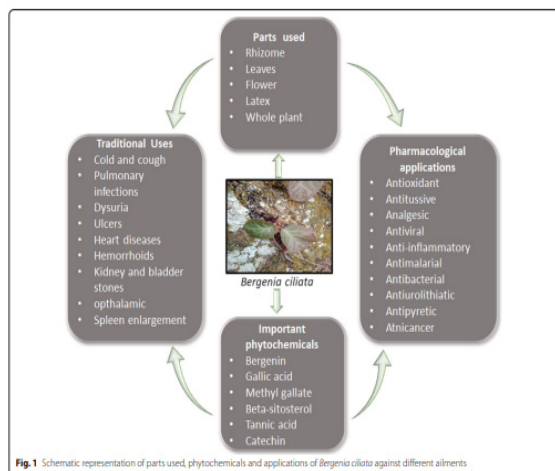 Parts used
• Rhizome
• Leaves
• Flower
• Latex
• Whole plant
Traditional Uses
• Cold and cough
• Pulmonary
infections
• Dysuria
• Ulcers
• Heart diseases
• Hemorrhoids
• Kidney and bladder
stones
• opthalamic
• Spleen enlargement
Bergenia ciliata
Pharmacological
applications
• Antioxidant
• Antitussive
• Analgesic
• Antiviral
• Anti-inflammatory
• Antimalarial
• Antibacterial
• Antiurolithiatic
• Antipyretic
• Atnicancer
Important
phytochemicals
• Bergenin
• Gallic acid
• Methyl gallate
• Beta-sitosterol
• Tannic acid
• Catechin
Fig. 1 Schematic representation of parts used, phytochemicals and applications of Bergenia ciliata against different ailments